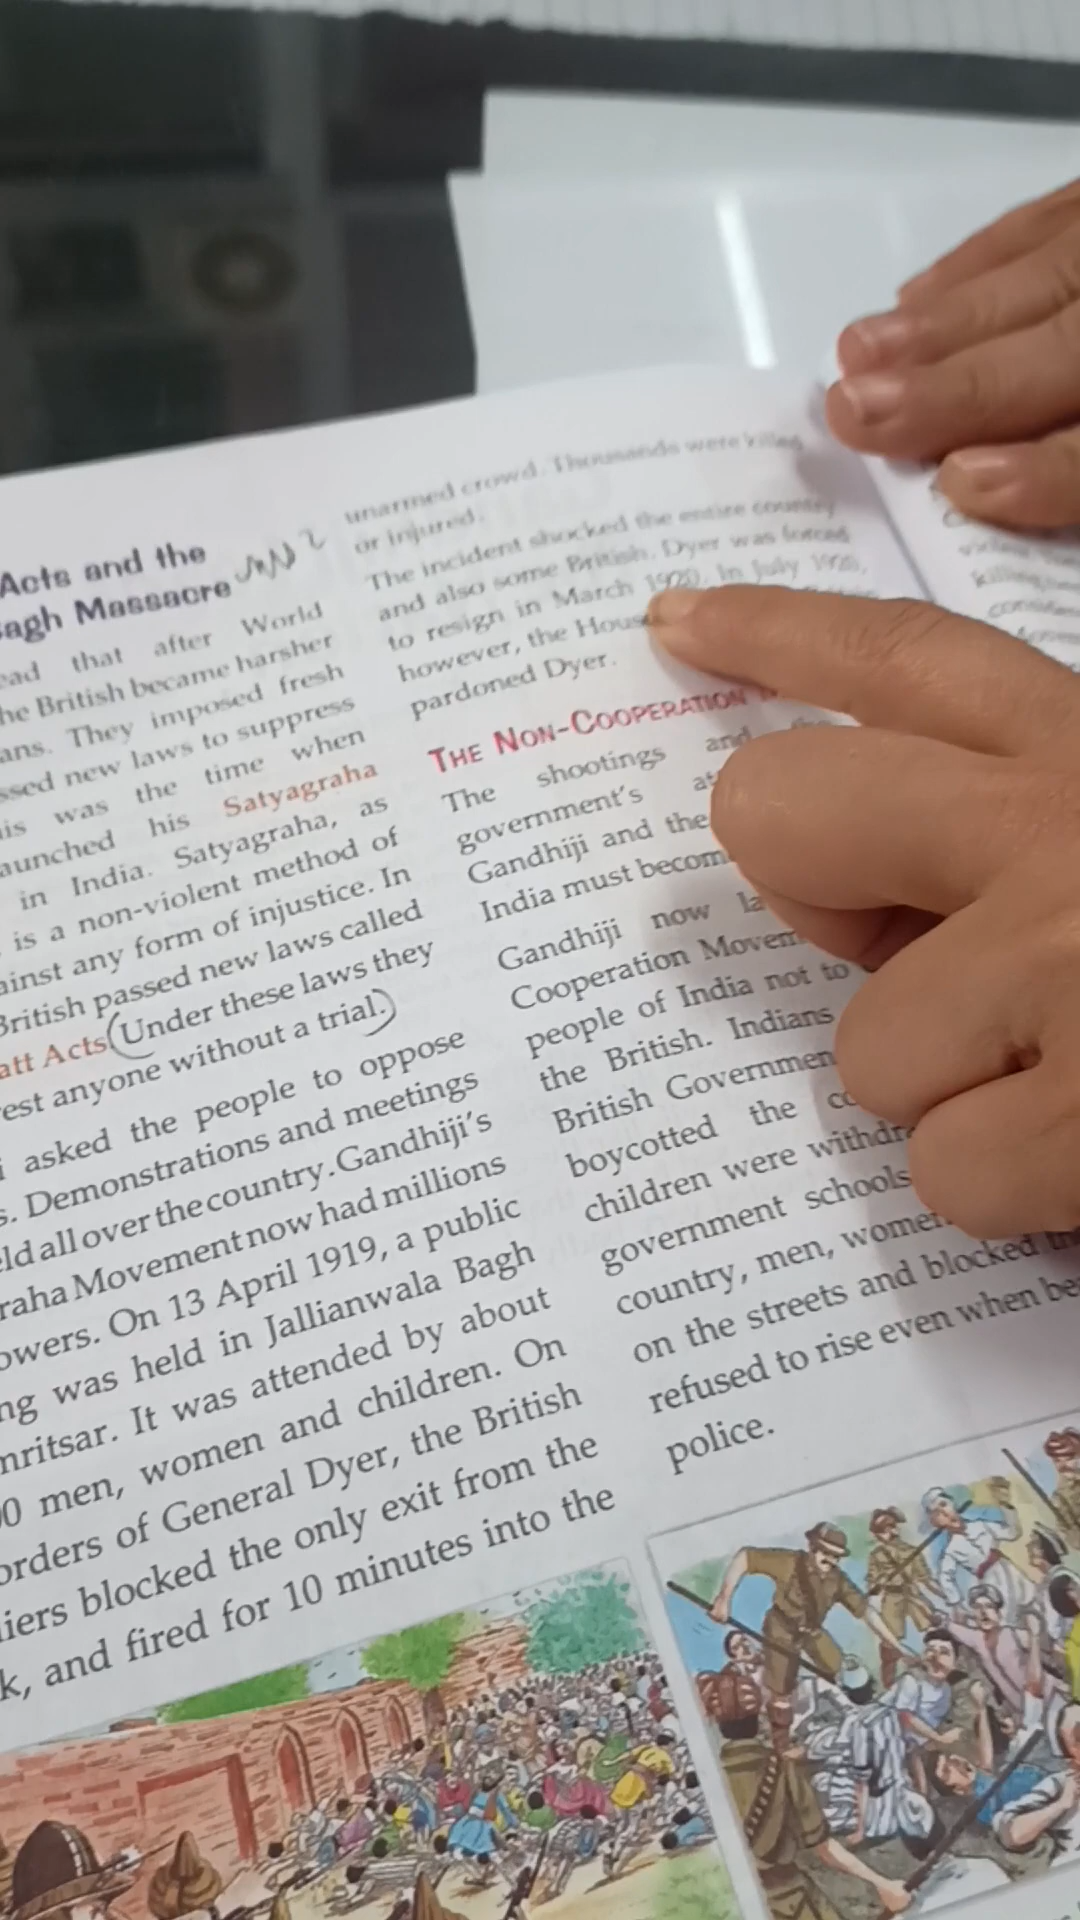 Acts and the
agh Massacre
ead that after World
he British became harsher
ans. They imposed fresh
ssed new laws to suppress
is was the time when
aunched his Satyagraha
in India. Satyagraha, as
is a non-violent method of
ainst any form of injustice. In
British passed new laws called
att Acts (Under these laws they
rest anyone without a trial.)
i asked the people to oppose
s. Demonstrations and meetings
eld all over the country. Gandhiji's
raha Movement now had millions
owers. On 13 April 1919, a public
ng was held in Jallianwala Bagh
mritsar. It was attended by about
00 men, women and children. On
orders of General Dyer, the British
iers blocked the only exit from the
k, and fired for 10 minutes into the
unarmed crowd. Thousands were killed
or injured.
The incident shocked the entire country
and also some British. Dyer was forced
to resign in March 1920. In July 1920,
however, the House
pardoned Dyer.
THE NON-COOPERATION
The shootings and the
government's at
Gandhiji and the
India must becom
Gandhiji now la
Cooperation Movem
people of India not to
the British. Indians
British Governmen
boycotted the co
children were withdr
government schools
country, men, women
on the streets and blocked
refused to rise even when be
police.